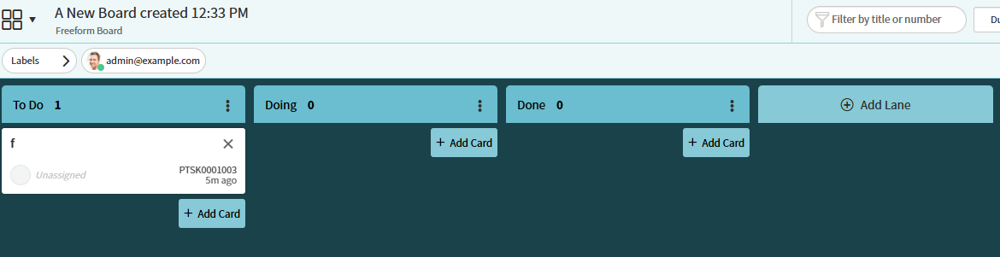 A New Board created 12:33 PM
Freeform Board
Filter by title or number
Du
Labels
admin@example.com
To Do 1
Doing 0
Done 0
Add Lane
f
Unassigned
PTSK0001003
5m ago
+ Add Card
+ Add Card
+ Add Card